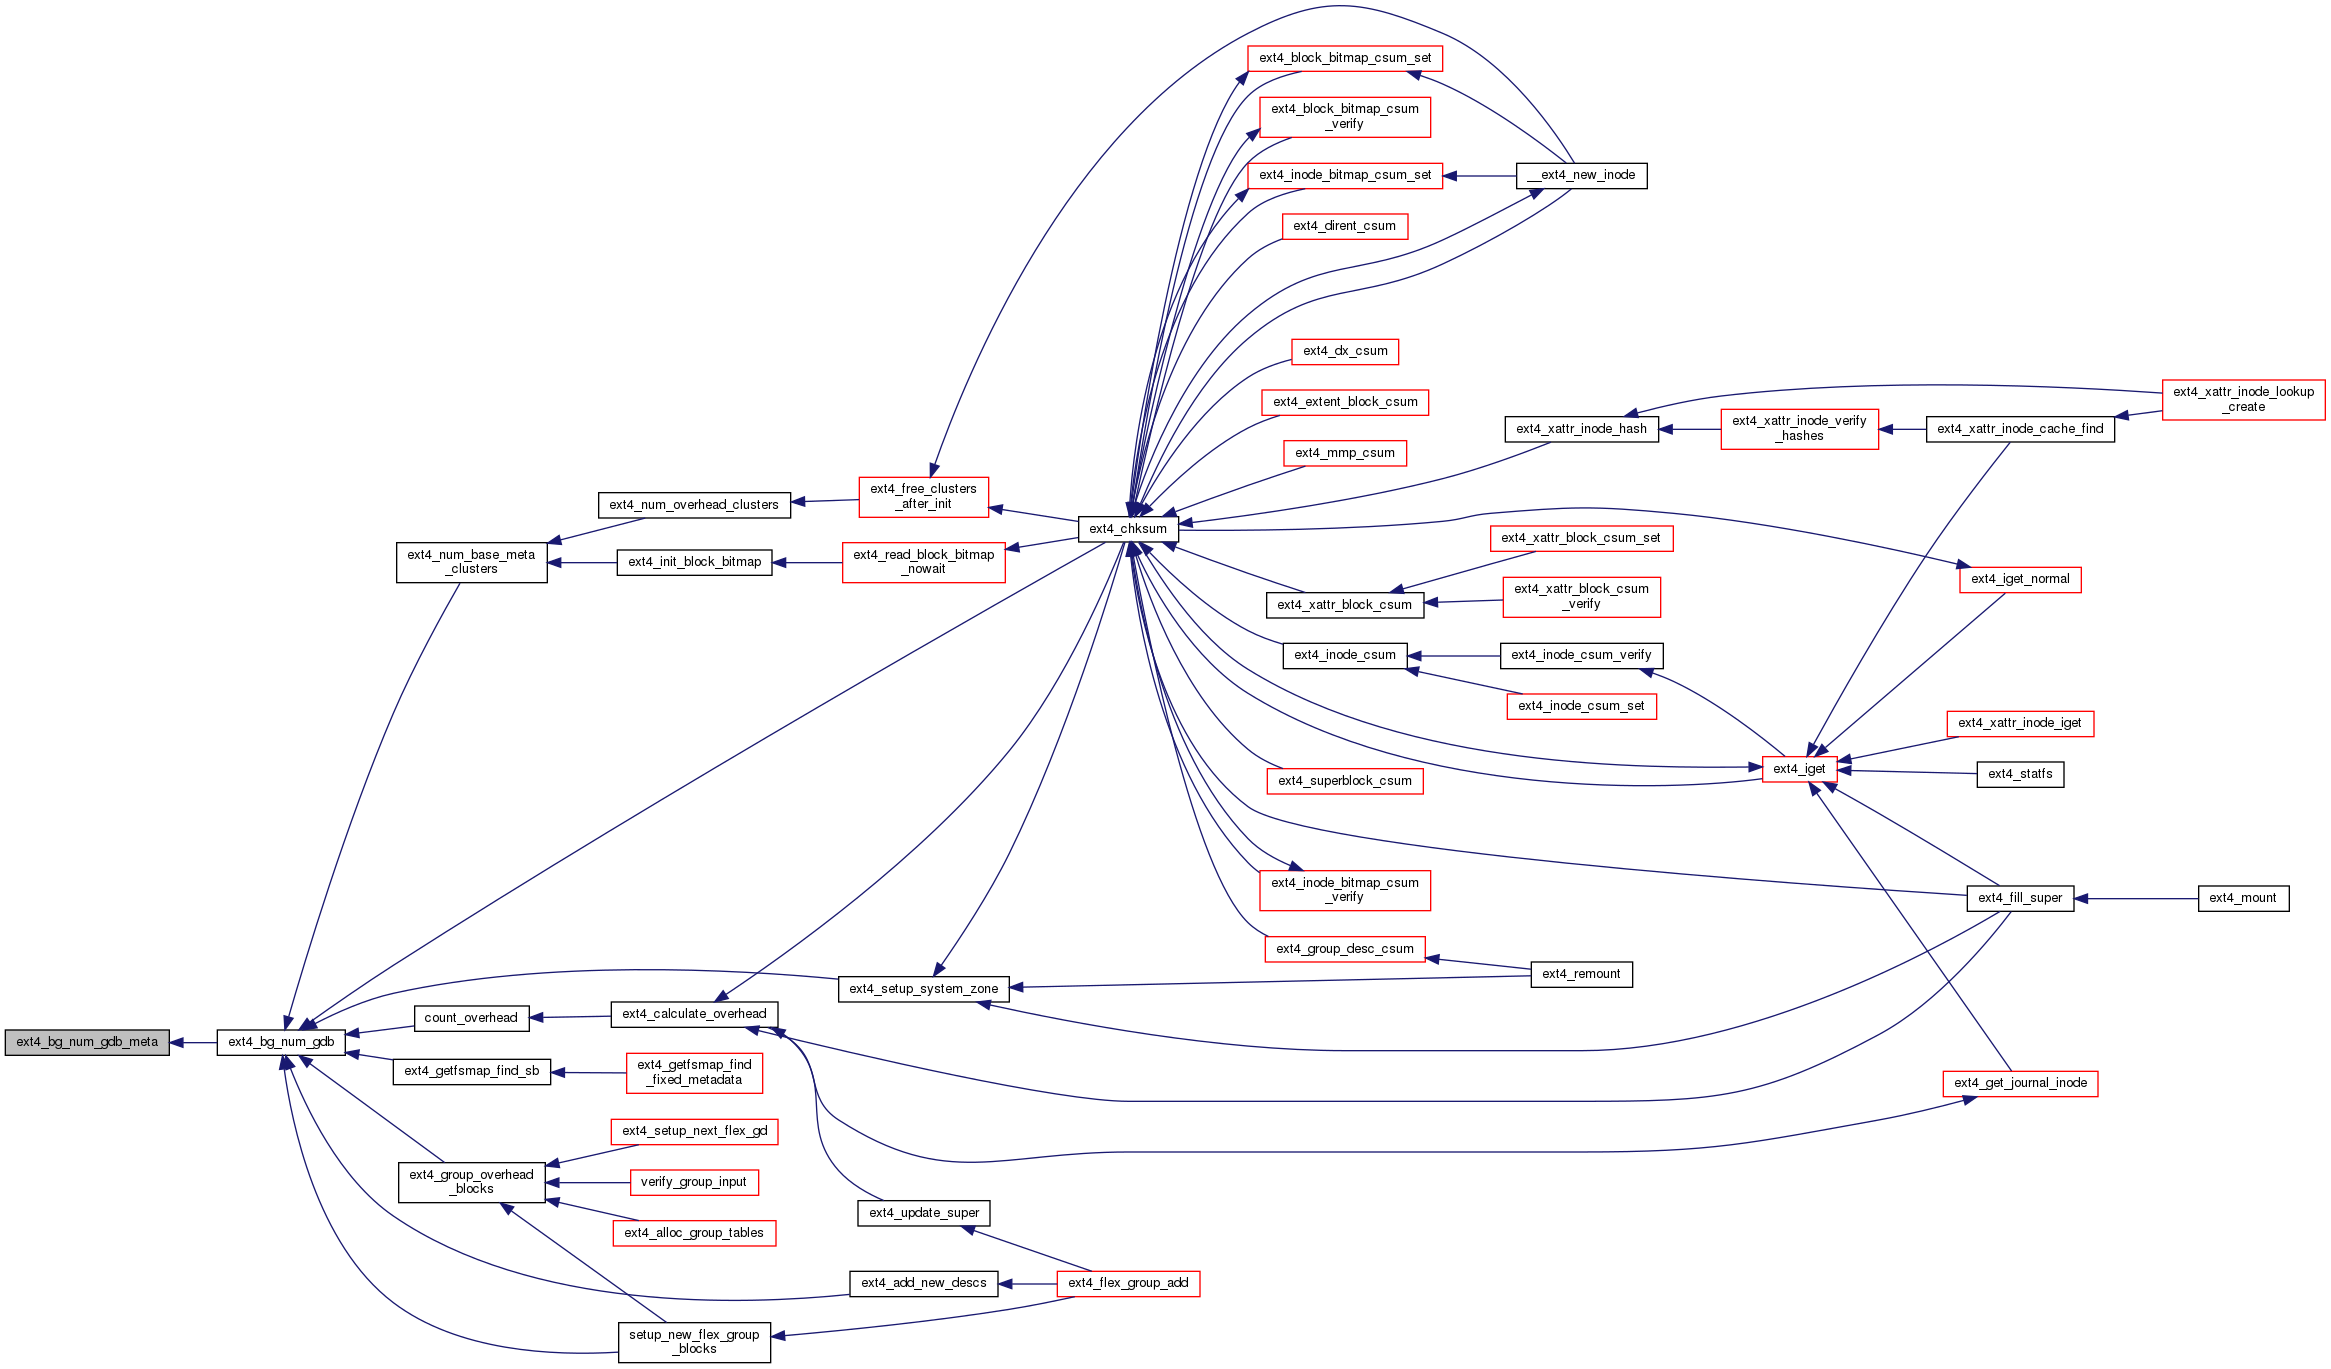 ext4_block_bitmap_csum_set
ext4_block_bitmap_csum
_verify
ext4_inode_bitmap_csum_set
__ext4_new_inode
ext4_dirent_csum
ext4_dx_csum
ext4_extent_block_csum
ext4_xattr_inode_lookup
_create
ext4_xattr_inode_hash
ext4_xattr_inode_verify
_hashes
ext4_xattr_inode_cache_find
ext4_mmp_csum
ext4_free_clusters
_after_init
ext4_num_overhead_clusters
ext4_chksum
ext4_xattr_block_csum_set
ext4_num_base_meta
_clusters
ext4_init_block_bitmap
ext4_read_block_bitmap
_nowait
ext4_iget_normal
ext4_xattr_block_csum
ext4_xattr_block_csum
_verify
ext4_inode_csum
ext4_inode_csum_verify
ext4_inode_csum_set
ext4_xattr_inode_iget
ext4_iget
ext4_statfs
ext4_superblock_csum
ext4_inode_bitmap_csum
_verify
ext4_fill_super
ext4_mount
ext4_group_desc_csum
ext4_remount
ext4_setup_system_zone
count_overhead
ext4_calculate_overhead
ext4_bg_num_gdb_meta
ext4_bg_num_gdb
ext4_getfsmap_find_sb
ext4_getfsmap_find
_fixed_metadata
ext4_get_journal_inode
ext4_setup_next_flex_gd
ext4_group_overhead
_blocks
verify_group_input
ext4_update_super
ext4_alloc_group_tables
ext4_add_new_descs
ext4_flex_group_add
setup_new_flex_group
_blocks